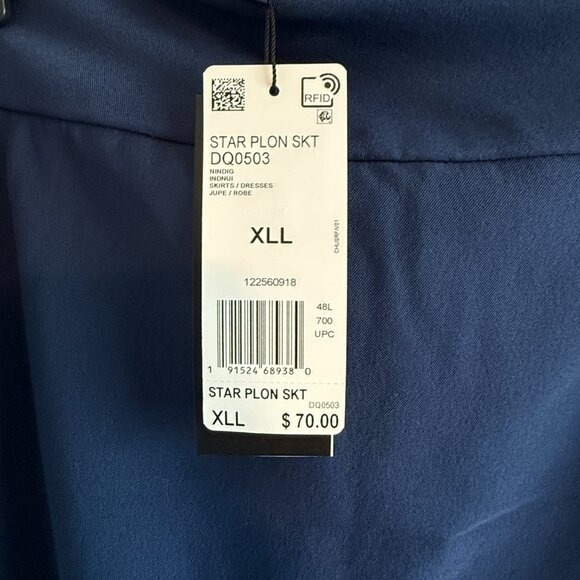 RFID
STAR PLON SKT
DQ0503
NINDIG
INDNUI
SKIRTS / DRESSES
JUPE / ROBE
XLL
122560918
48L
700
UPC
1 91524 68938 0
STAR PLON SKT
DQ0503
XLL $ 70.00